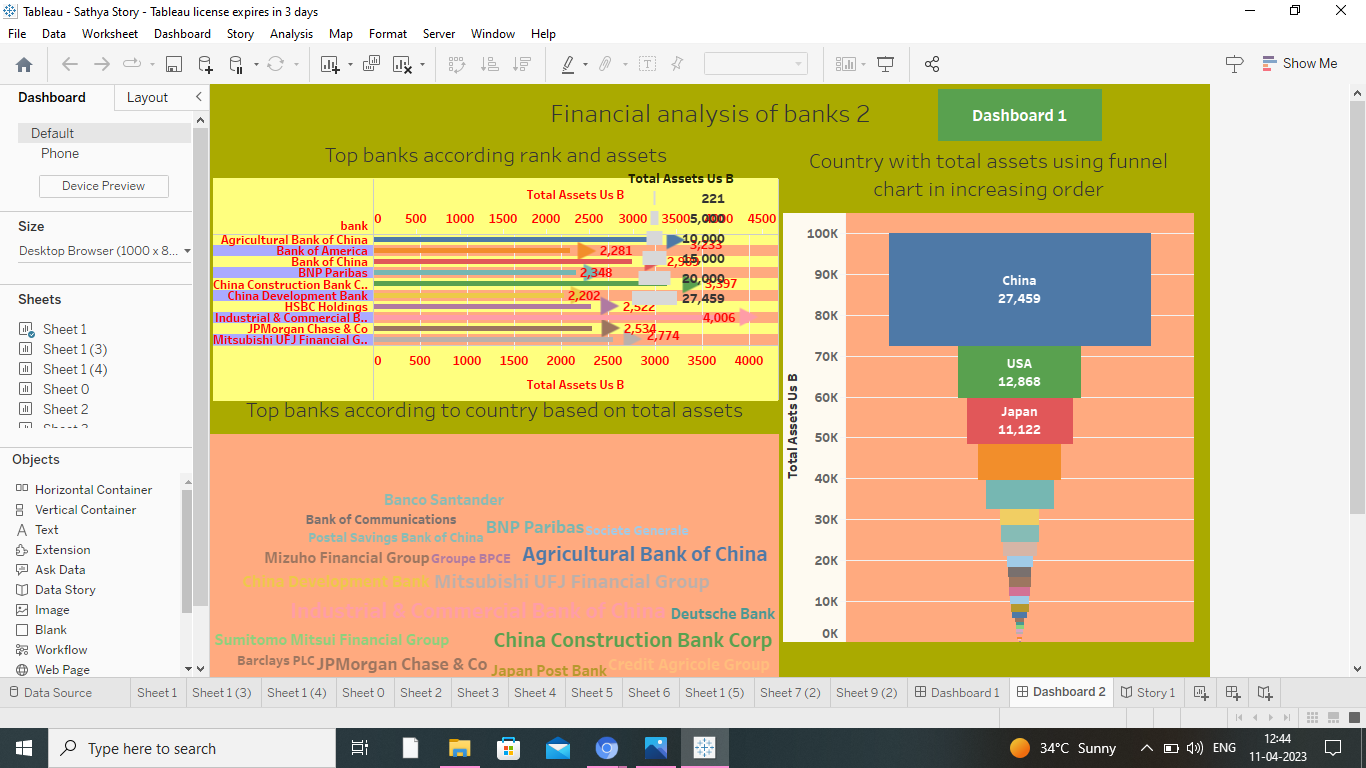 Tableau - Sathya Story - Tableau license expires in 3 days
File Data Worksheet Dashboard Story Analysis Map Format Server Window Help
Show Me
Dashboard Layout
Default
Phone
Device Preview
Size
Desktop Browser (1000 x 8...
Sheets
Sheet 1
Sheet 1 (3)
Sheet 1 (4)
Sheet 0
Sheet 2
Objects
Horizontal Container
Vertical Container
Text
Extension
Ask Data
Data Story
Image
Blank
Workflow
Web Page
Financial analysis of banks 2
Dashboard 1
Top banks according rank and assets
Total Assets Us B
Total Assets Us B
221
5,000
10,000
15,000
20,000
27,459
bank
0 500 1000 1500 2000 2500 3000 3500 4000 4500
Agricultural Bank of China 3,233
Bank of America 2,281
Bank of China
BNP Paribas 2,348
China Construction Bank C.. 3,397
China Development Bank 2,202
HSBC Holdings 2,522
Industrial & Commercial B.. 4,006
JPMorgan Chase & Co 2,534
Mitsubishi UFJ Financial G.. 2,774
0 500 1000 1500 2000 2500 3000 3500 4000
Total Assets Us B
Top banks according to country based on total assets
Banco Santander
Bank of Communications
BNP Paribas
Societe Generale
Postal Savings Bank of China
Mizuho Financial Group
Groupe BPCE
Agricultural Bank of China
China Development Bank
Mitsubishi UFJ Financial Group
Industrial & Commercial Bank of China
Deutsche Bank
Sumitomo Mitsui Financial Group
China Construction Bank Corp
Barclays PLC
JPMorgan Chase & Co
Japan Post Bank
Credit Agricole Group
Country with total assets using funnel
chart in increasing order
Total Assets Us B
100K
90K
80K
70K
60K
50K
40K
30K
20K
10K
0K
China
27,459
USA
12,868
Japan
11,122
Data Source Sheet 1 Sheet 1 (3) Sheet 1 (4) Sheet 0 Sheet 2 Sheet 3 Sheet 4 Sheet 5 Sheet 6 Sheet 1 (5) Sheet 7 (2) Sheet 9 (2) Dashboard 1 Dashboard 2 Story 1
Type here to search
34°C Sunny
ENG
12:44
11-04-2023